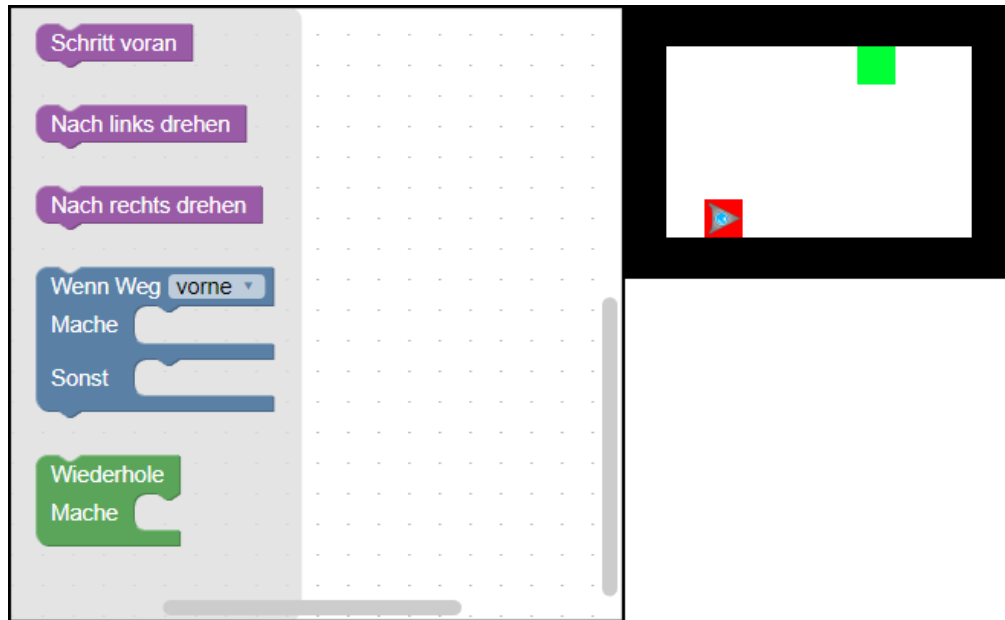 Schritt voran
Nach links drehen
Nach rechts drehen
Wenn Weg vorne
Mache
Sonst
Wiederhole
Mache